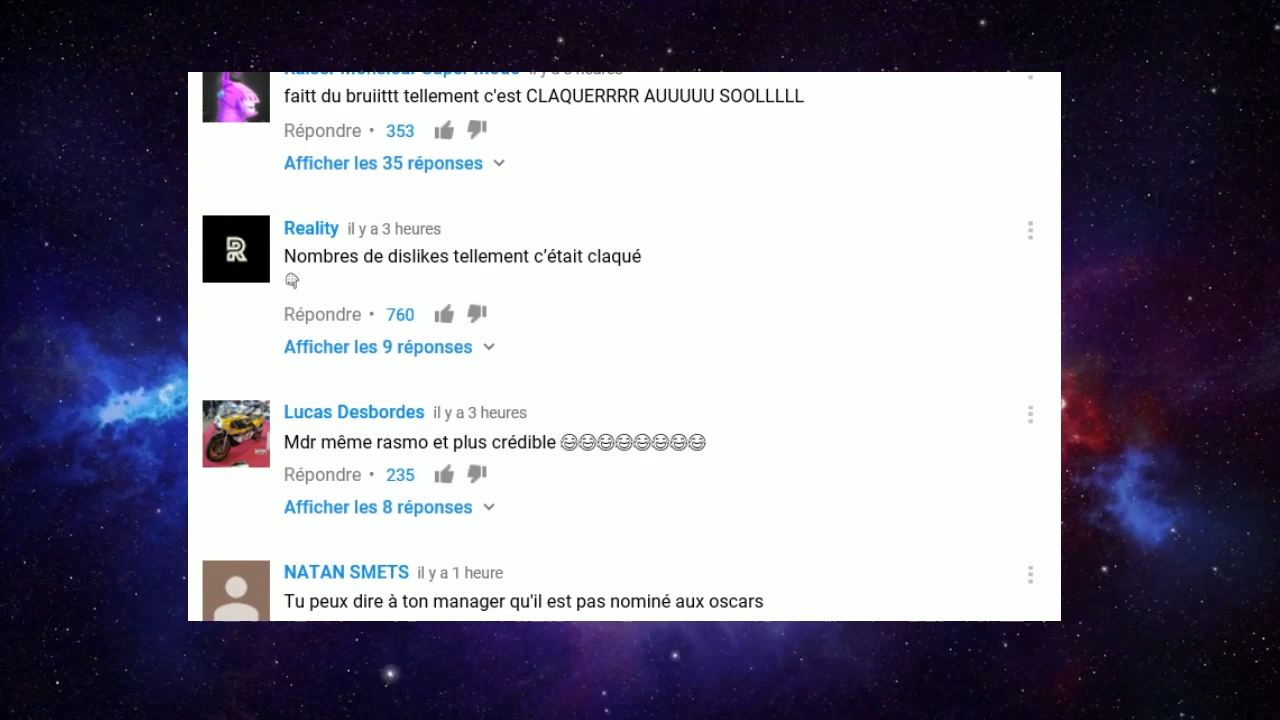 faitt du bruiittt tellement c'est CLAQUERRRR AUUUUU SOOLLLLL
Répondre • 353
Afficher les 35 réponses
Reality il y a 3 heures
Nombres de dislikes tellement c’était claqué
Répondre • 760
Afficher les 9 réponses
Lucas Desbordes il y a 3 heures
Mdr même rasmo et plus crédible 😂😂😂😂😂😂😂😂
Répondre • 235
Afficher les 8 réponses
NATAN SMETS il y a 1 heure
Tu peux dire à ton manager qu'il est pas nominé aux oscars